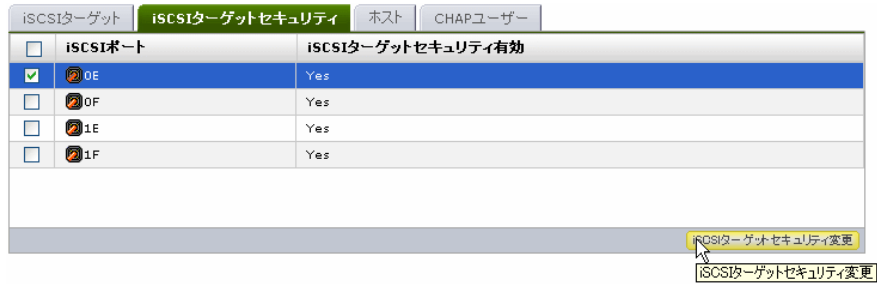 iSCSIターゲット iSCSIターゲットセキュリティ ホスト CHAPユーザー
iSCSIポート iSCSIターゲットセキュリティ有効
0E Yes
0F Yes
1E Yes
1F Yes
iSCSIターゲットセキュリティ変更
iSCSIターゲットセキュリティ変更